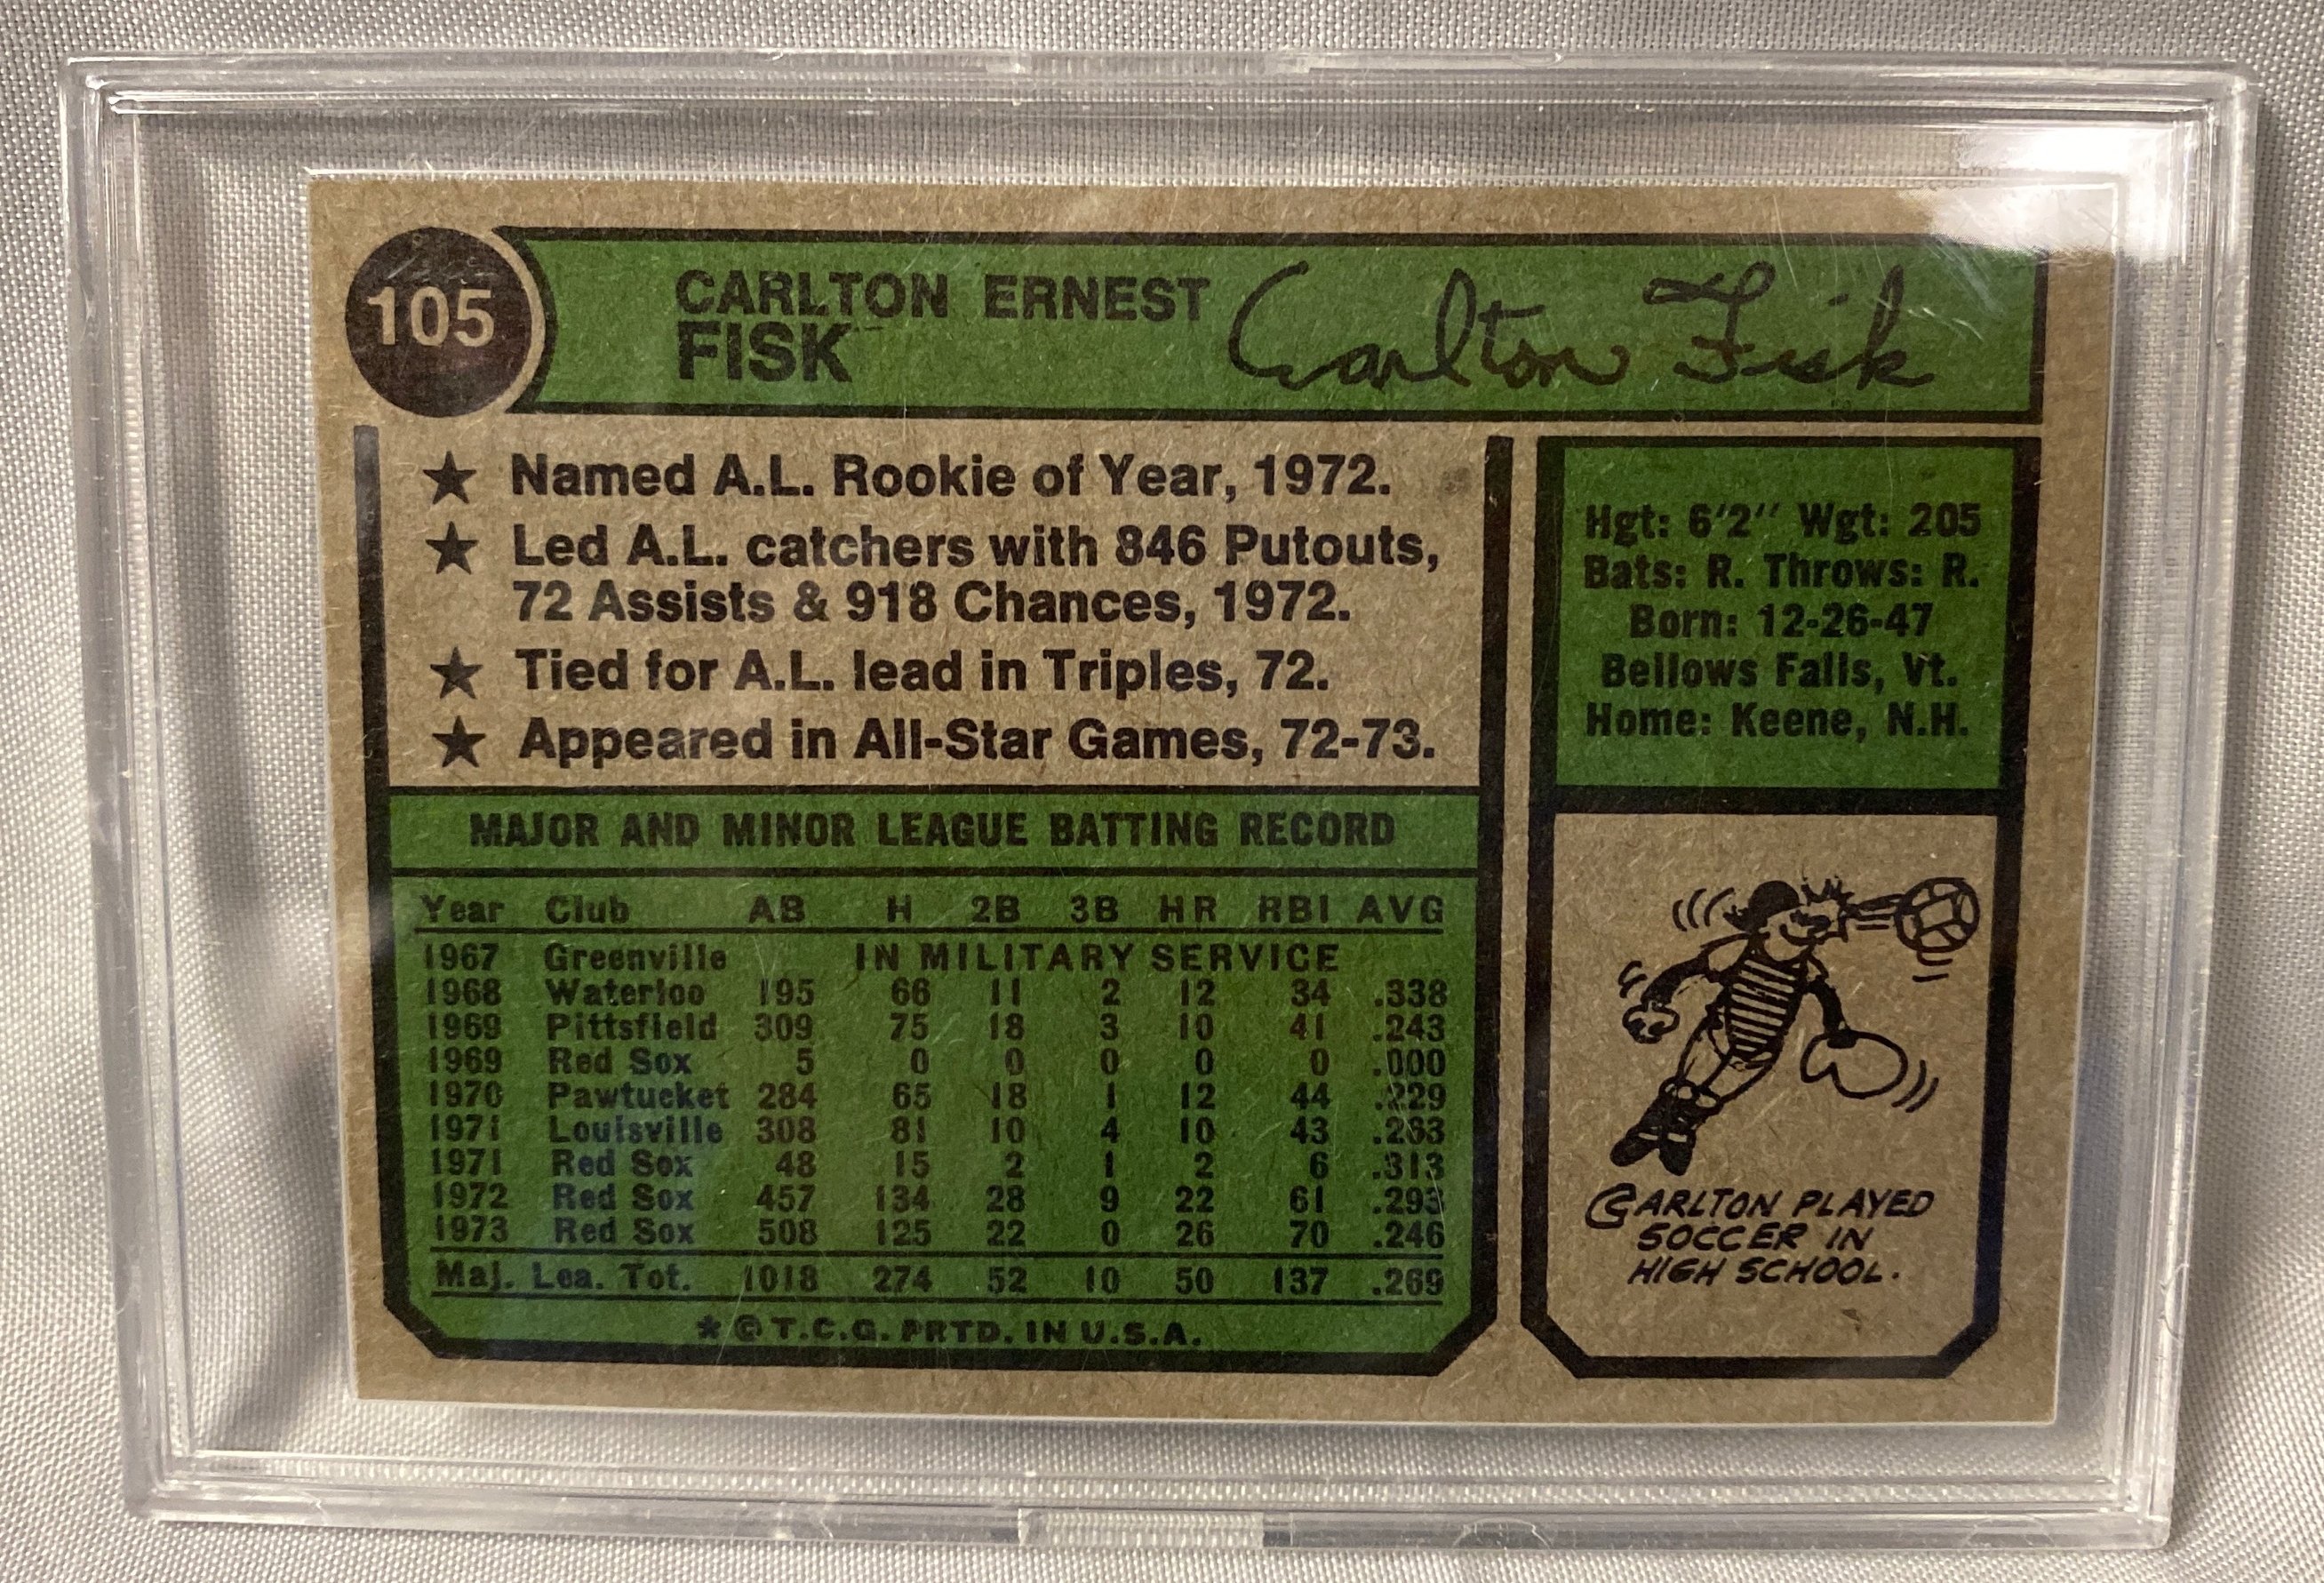 105
CARLTON ERNEST
FISK
Carlton Fisk
★ Named A.L. Rookie of Year, 1972.
★ Led A.L. catchers with 846 Putouts,
72 Assists & 918 Chances, 1972.
★ Tied for A.L. lead in Triples, 72.
★ Appeared in All-Star Games, 72-73.
Hgt: 6'2" Wgt: 205
Bats: R. Throws: R.
Born: 12-26-47
Bellows Falls, Vt.
Home: Keene, N.H.
MAJOR AND MINOR LEAGUE BATTING RECORD
Year Club AB H 2B 3B HR RBI AVG
1967 Greenville IN MILITARY SERVICE
1968 Waterloo 195 66 11 2 12 34 .338
1969 Pittsfield 309 75 18 3 10 41 .243
1969 Red Sox 5 0 0 0 0 0 .000
1970 Pawtucket 284 65 18 1 12 44 .229
1971 Louisville 308 81 10 4 10 43 .263
1971 Red Sox 48 15 2 1 2 6 .313
1972 Red Sox 457 134 28 9 22 61 .293
1973 Red Sox 508 125 22 0 26 70 .246
Maj. Lea. Tot. 1018 274 52 10 50 137 .269
* © T.C.G. PRTD. IN U.S.A.
CARLTON PLAYED
SOCCER IN
HIGH SCHOOL.